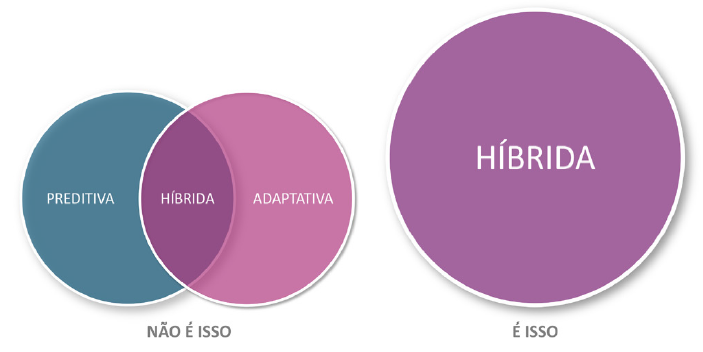 PREDITIVA
HÍBRIDA
ADAPTATIVA
NÃO É ISSO
HÍBRIDA
É ISSO